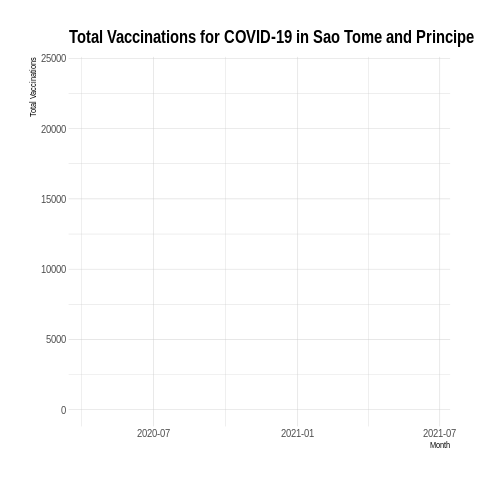 Total Vaccinations for COVID-19 in Sao Tome and Principe
Total Vaccinations
25000
20000
15000
10000
5000
0
2020-07 2021-01 2021-07
Month